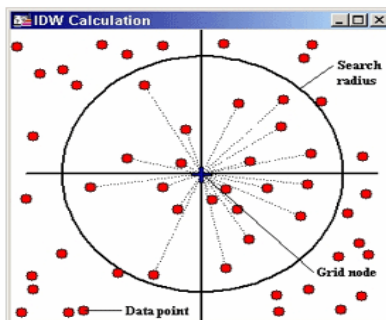 IDW Calculation
Search
radius
Grid node
Data point